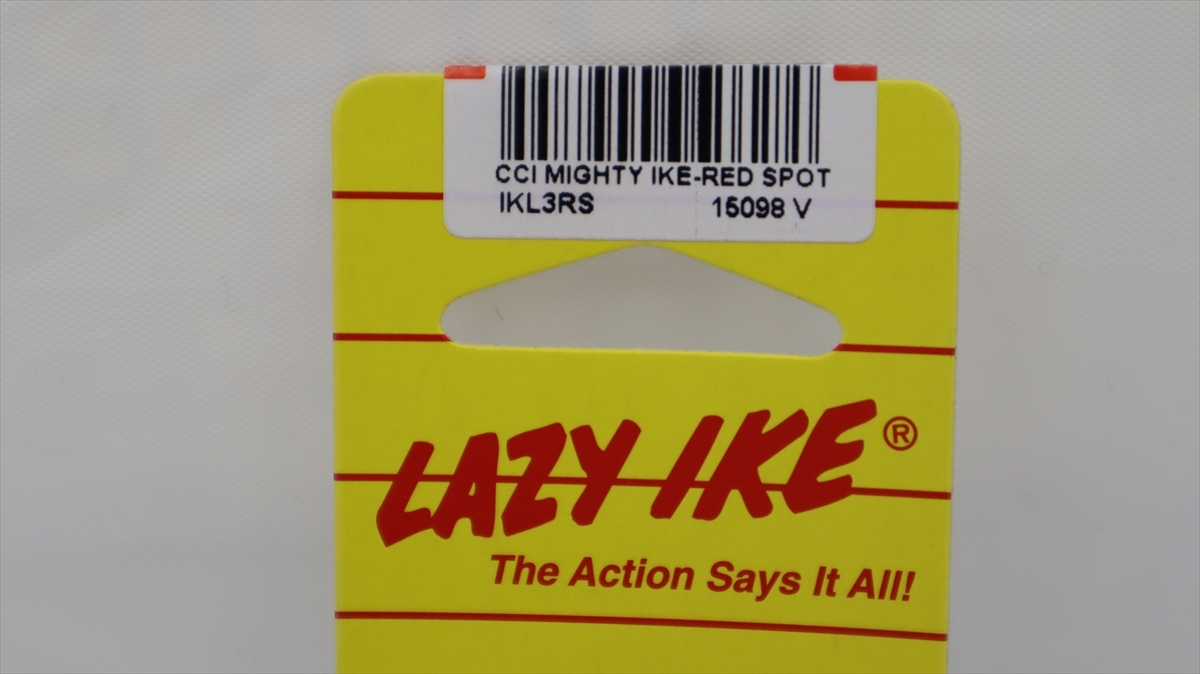 CCI MIGHTY IKE-RED SPOT
IKL3RS 15098 V
LAZY IKE®
The Action Says It All!